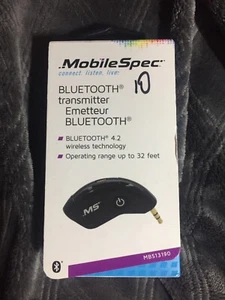 .MobileSpec.
connect. listen. live!
BLUETOOTH®
transmitter
Emetteur
BLUETOOTH®
10
BLUETOOTH® 4.2
wireless technology
Operating range up to 32 feet
MS
MBS13190